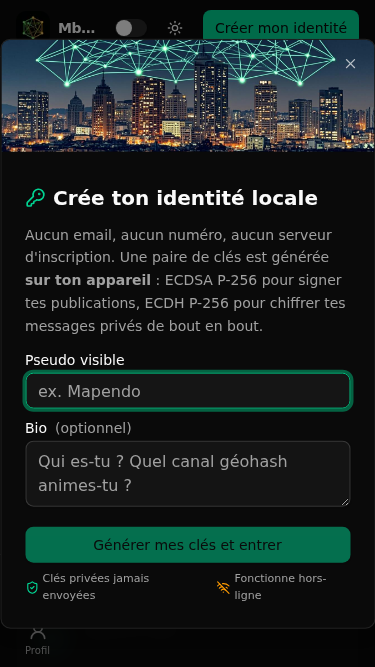 Mb...
Créer mon identité
Crée ton identité locale
Aucun email, aucun numéro, aucun serveur
d'inscription. Une paire de clés est générée
sur ton appareil : ECDSA P-256 pour signer
tes publications, ECDH P-256 pour chiffrer tes
messages privés de bout en bout.
Pseudo visible
ex. Mapendo
Bio (optionnel)
Qui es-tu ? Quel canal géohash
animes-tu ?
Générer mes clés et entrer
Clés privées jamais
envoyées
Fonctionne hors-
ligne
Profil